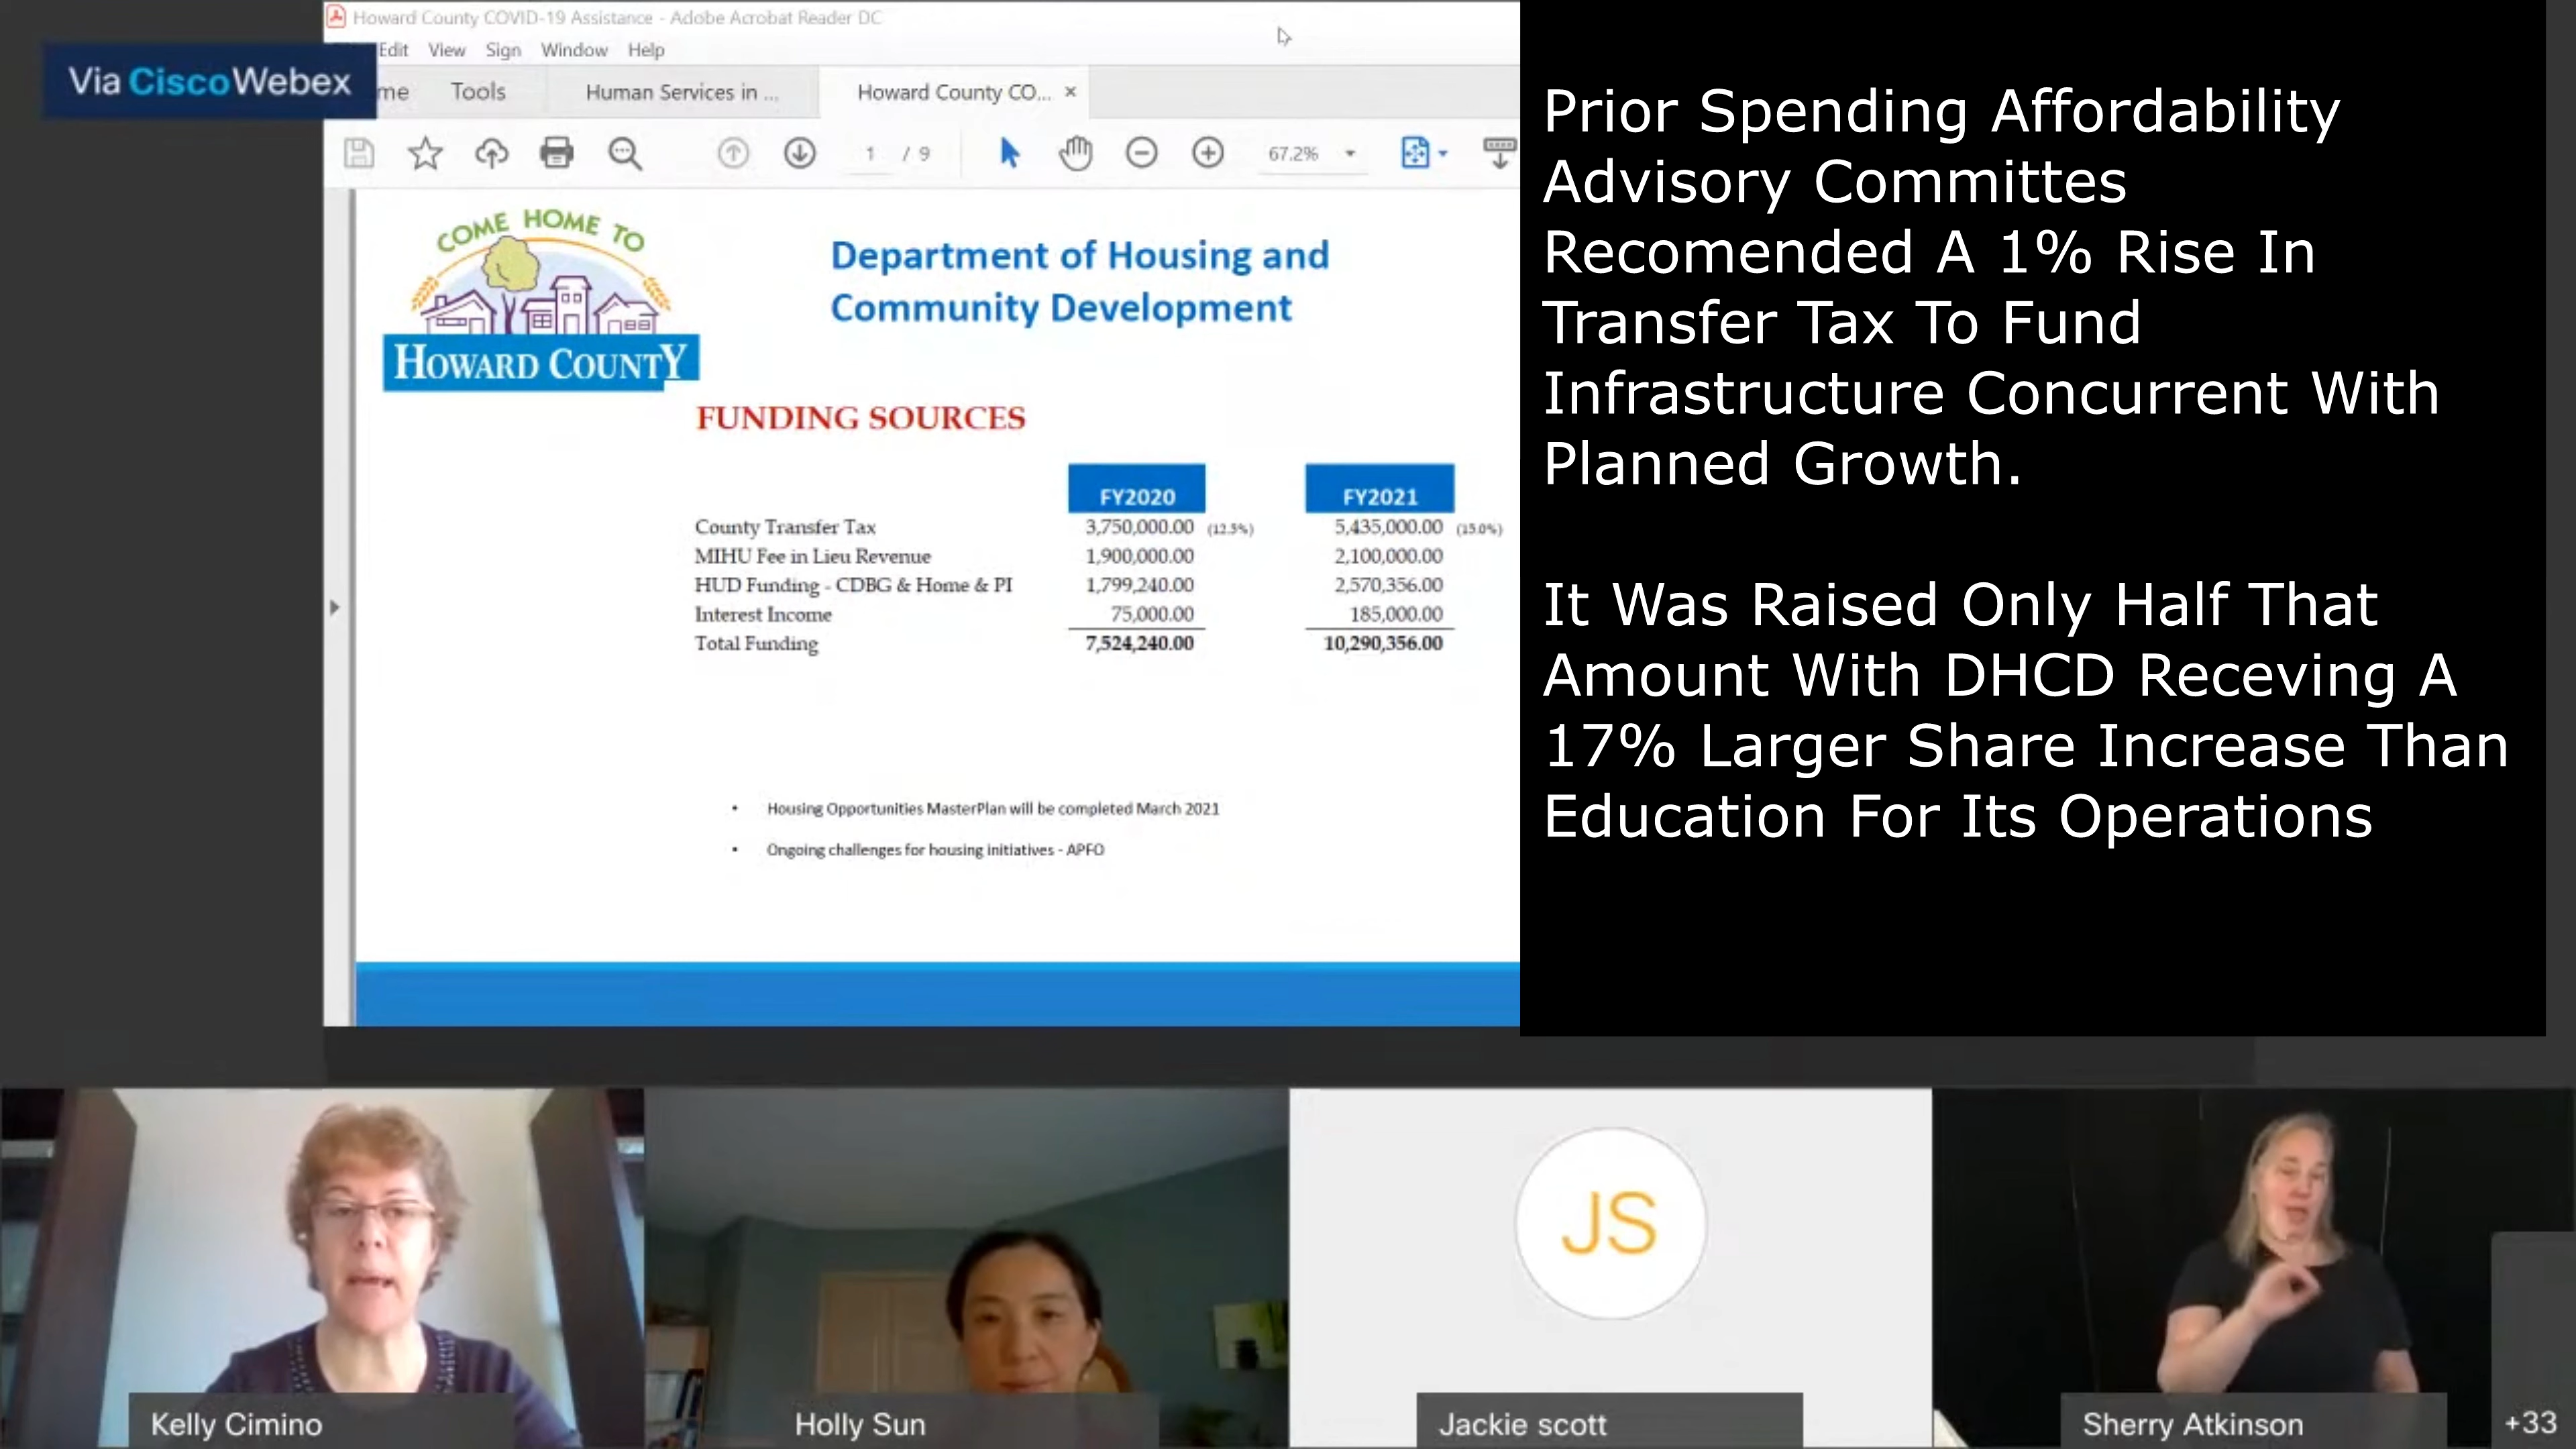 Howard County COVID-19 Assistance - Adobe Acrobat Reader DC
Edit View Sign Window Help
Via CiscoWebex
me Tools Human Services in ... Howard County CO... ×
1 / 9 67.2%
COME HOME TO
HOWARD COUNTY
Department of Housing and
Community Development
FUNDING SOURCES
FY2020 FY2021
County Transfer Tax 3,750,000.00 (12.5%) 5,435,000.00 (15.0%)
MIHU Fee in Lieu Revenue 1,900,000.00 2,100,000.00
HUD Funding - CDBG & Home & PI 1,799,240.00 2,570,356.00
Interest Income 75,000.00 185,000.00
Total Funding 7,524,240.00 10,290,356.00
• Housing Opportunities MasterPlan will be completed March 2021
• Ongoing challenges for housing initiatives - APFO
Prior Spending Affordability
Advisory Committes
Recomended A 1% Rise In
Transfer Tax To Fund
Infrastructure Concurrent With
Planned Growth.
It Was Raised Only Half That
Amount With DHCD Receving A
17% Larger Share Increase Than
Education For Its Operations
JS
Kelly Cimino
Holly Sun
Jackie scott
Sherry Atkinson
+33